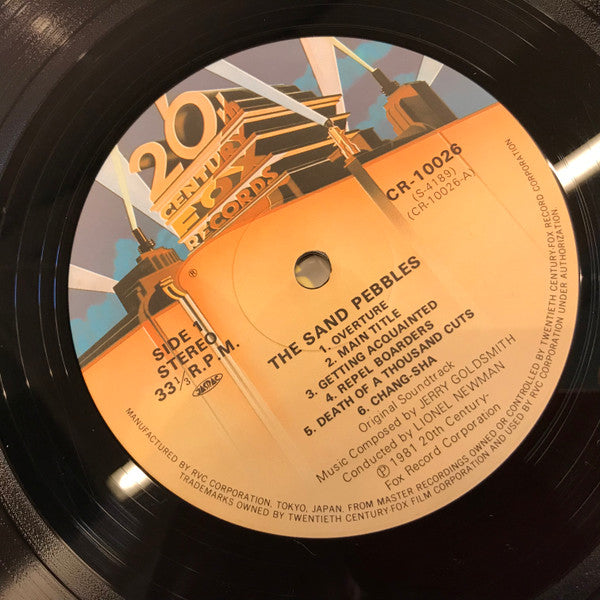 20th
CENTURY
FOX
RECORDS
®
CR-10026
(S-4189)
(CR-10026-A)
SIDE 1
STEREO
33 1/3 R.P.M.
JASRAC
THE SAND PEBBLES
1. OVERTURE
2. MAIN TITLE
3. GETTING ACQUAINTED
4. REPEL BOARDERS
5. DEATH OF A THOUSAND CUTS
6. CHANG-SHA
Original Soundtrack
Music Composed by JERRY GOLDSMITH
Conducted by LIONEL NEWMAN
Ⓟ 1981 20th Century-
Fox Record Corporation
MANUFACTURED BY RVC CORPORATION, TOKYO, JAPAN. FROM MASTER RECORDINGS OWNED OR CONTROLLED BY TWENTIETH CENTURY-FOX RECORD CORPORATION.
TRADEMARKS OWNED BY TWENTIETH CENTURY-FOX FILM CORPORATION AND USED BY RVC CORPORATION UNDER AUTHORIZATION.